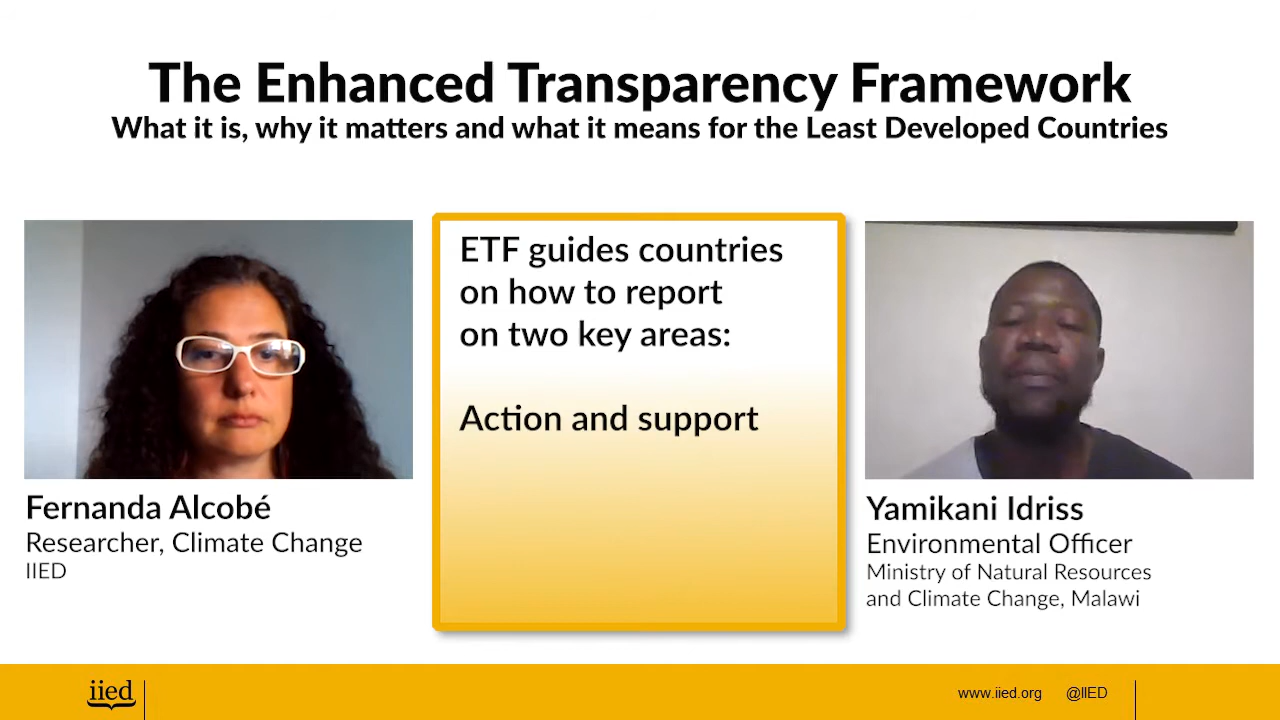 The Enhanced Transparency Framework
What it is, why it matters and what it means for the Least Developed Countries
Fernanda Alcobé
Researcher, Climate Change
IIED
ETF guides countries
on how to report
on two key areas:
Action and support
Yamikani Idriss
Environmental Officer
Ministry of Natural Resources
and Climate Change, Malawi
iied
www.iied.org @IIED